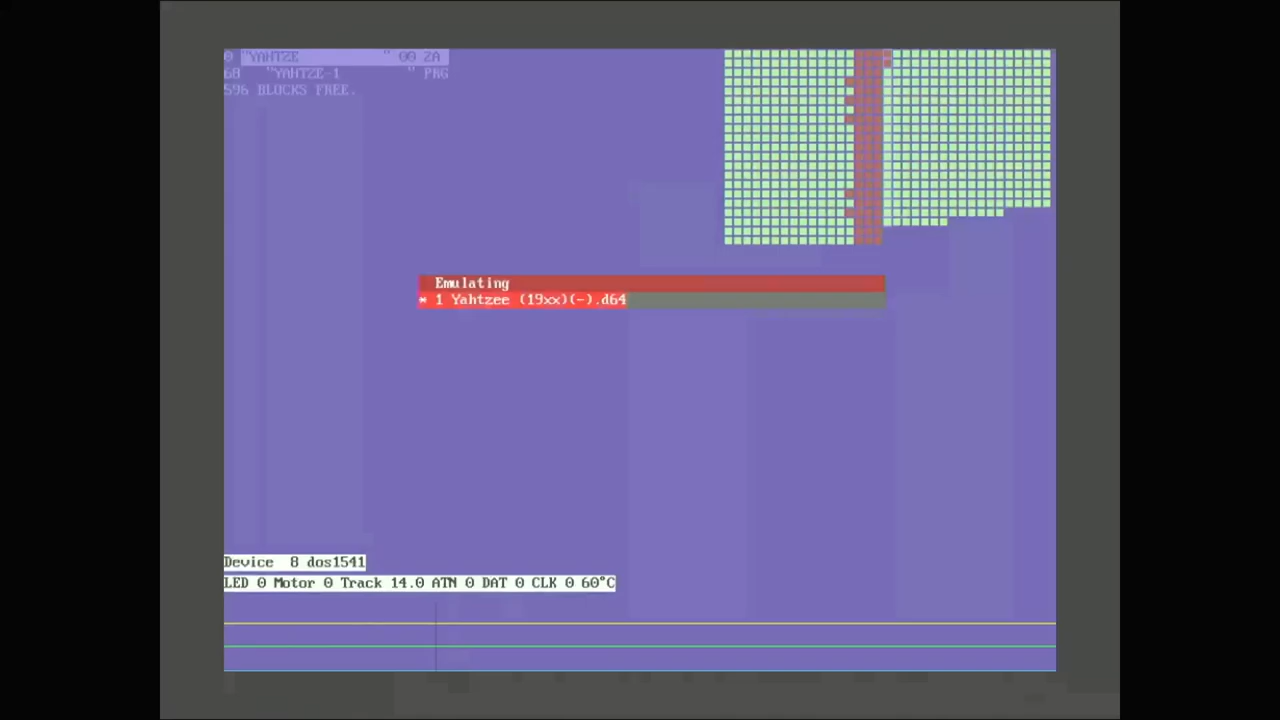 0 "YAHTZE " 00 2A
68 "YAHTZE-1 " PRG
596 BLOCKS FREE.
Emulating
* 1 Yahtzee (19xx)(-).d64
Device 8 dos1541
LED 0 Motor 0 Track 14.0 ATN 0 DAT 0 CLK 0 60°C